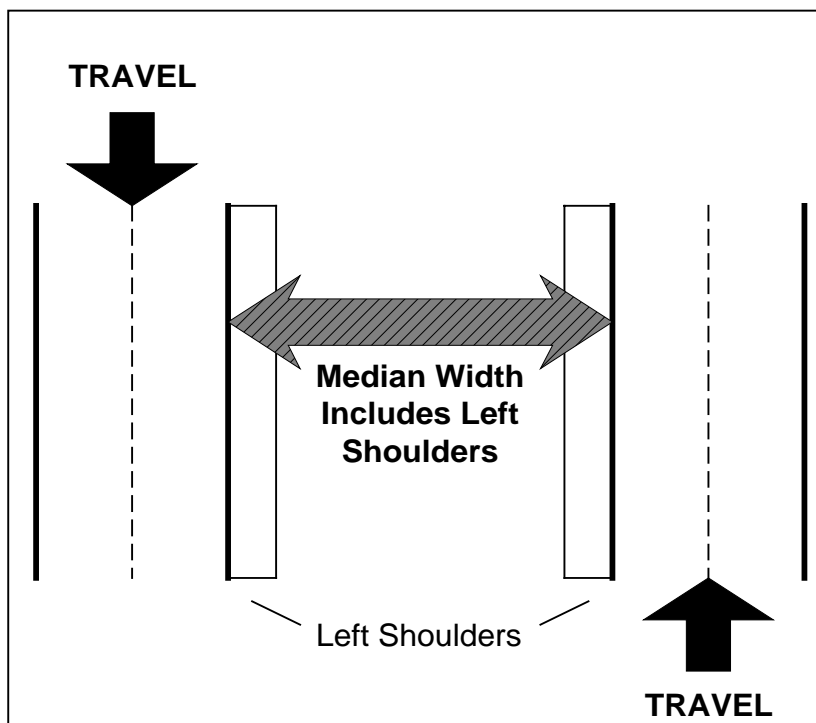 TRAVEL
Median Width
Includes Left
Shoulders
Left Shoulders
TRAVEL